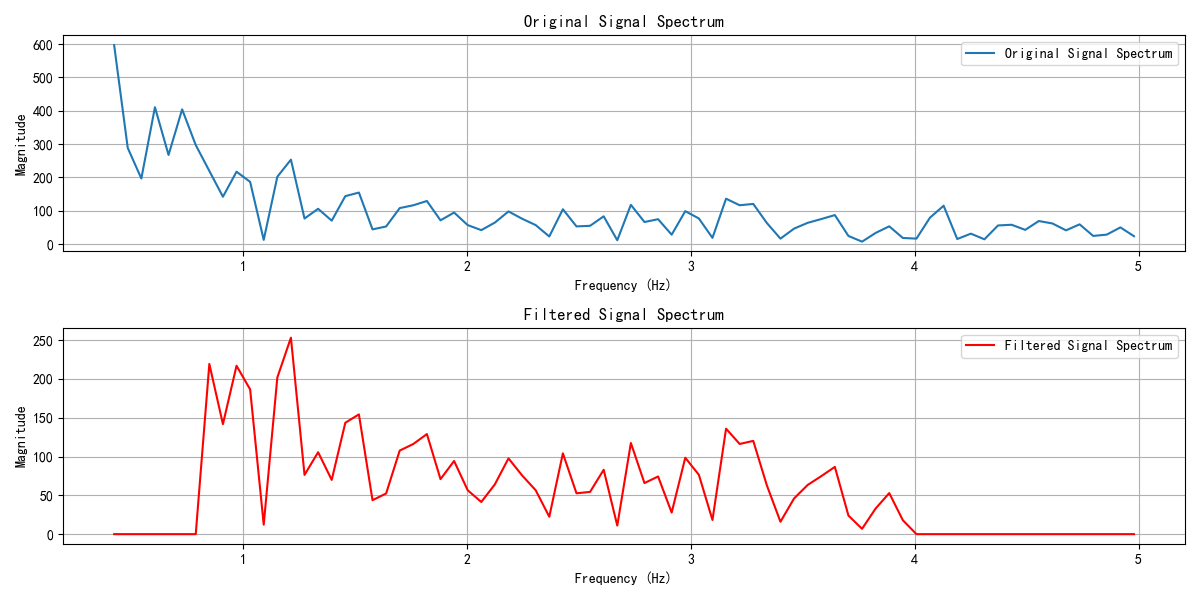 Original Signal Spectrum
600
500
400
300
200
100
0
Magnitude
Original Signal Spectrum
1
2
3
4
5
Frequency (Hz)
Filtered Signal Spectrum
250
200
150
100
50
0
Magnitude
Filtered Signal Spectrum
1
2
3
4
5
Frequency (Hz)